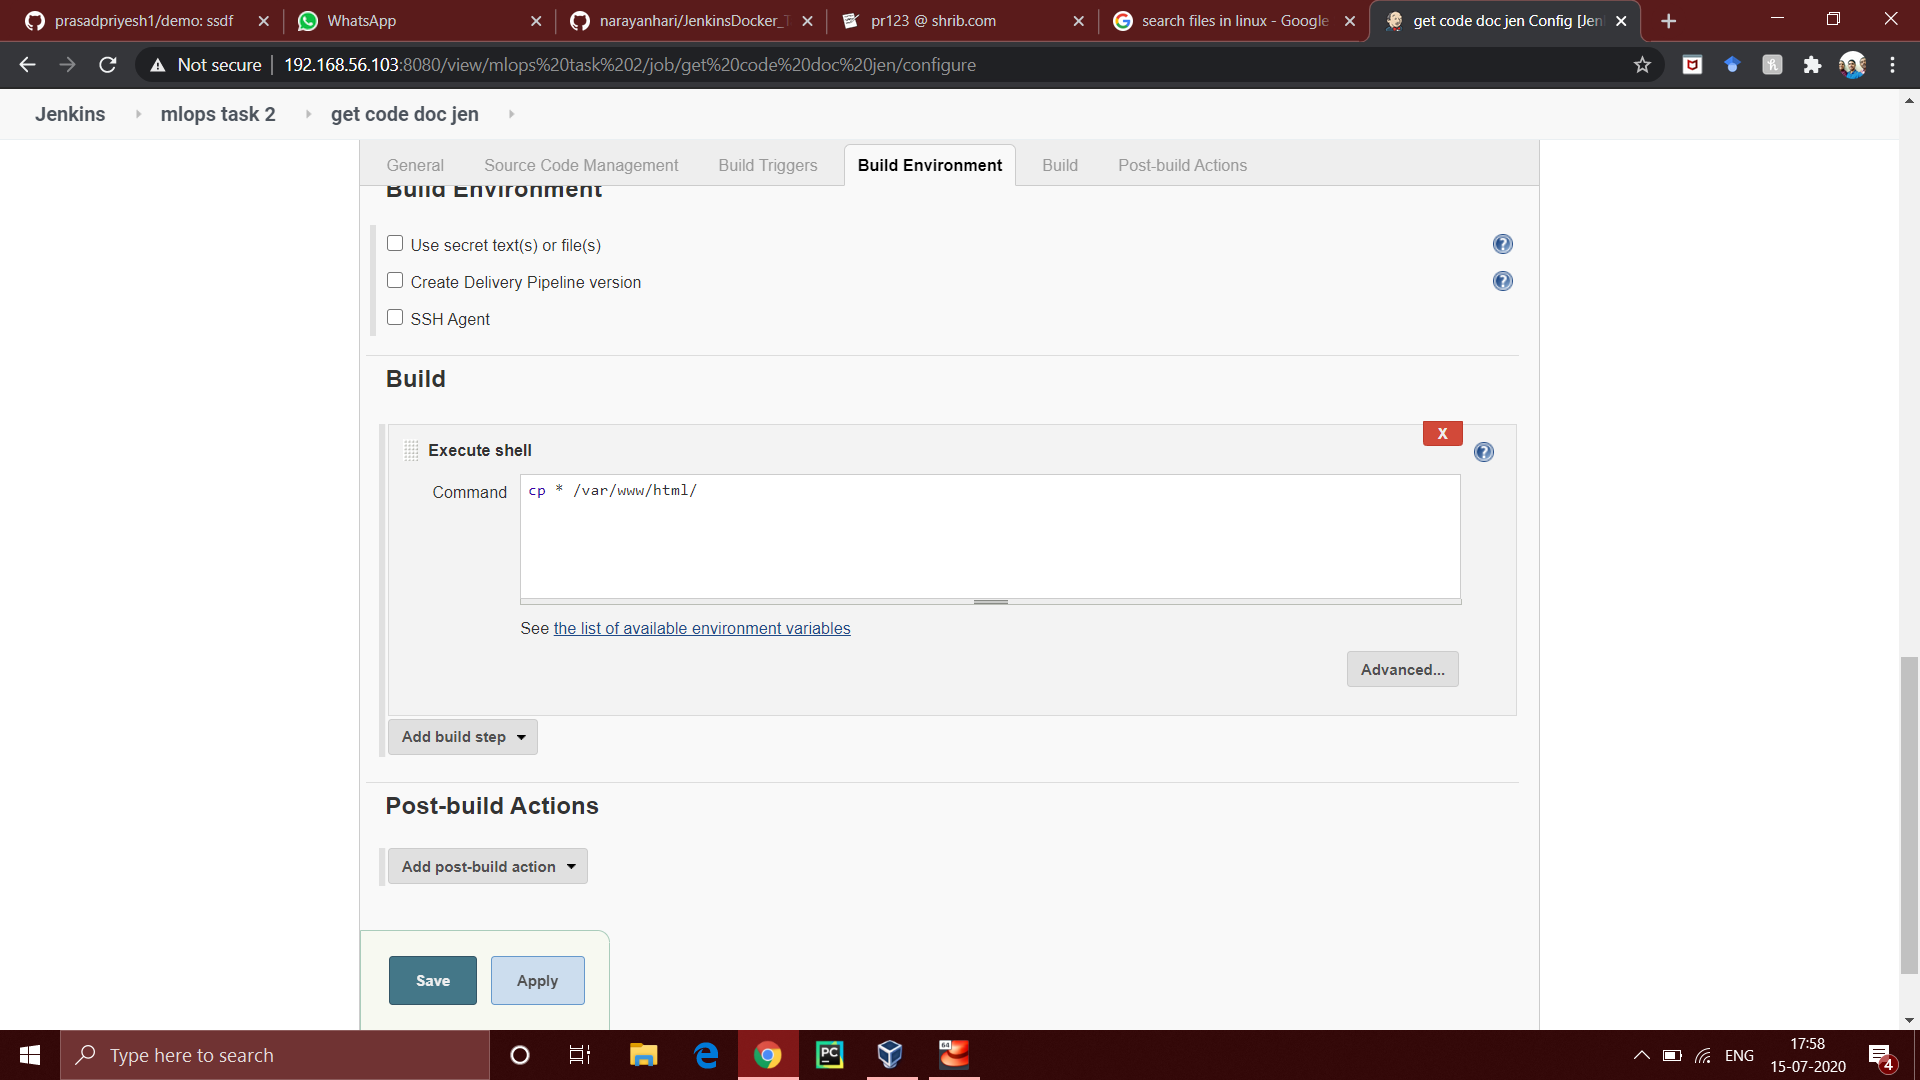 prasadpriyesh1/demo: ssdf
WhatsApp
narayanhari/JenkinsDocker_T
pr123 @ shrib.com
search files in linux - Google
get code doc jen Config [Jen
Not secure
192.168.56.103:8080/view/mlops%20task%202/job/get%20code%20doc%20jen/configure
Jenkins
mlops task 2
get code doc jen
General
Source Code Management
Build Triggers
Build Environment
Build
Post-build Actions
Build Environment
Use secret text(s) or file(s)
Create Delivery Pipeline version
SSH Agent
Build
X
Execute shell
Command
cp * /var/www/html/
See the list of available environment variables
Advanced...
Add build step
Post-build Actions
Add post-build action
Save
Apply
Type here to search
PC
64
ENG
17:58
15-07-2020
4